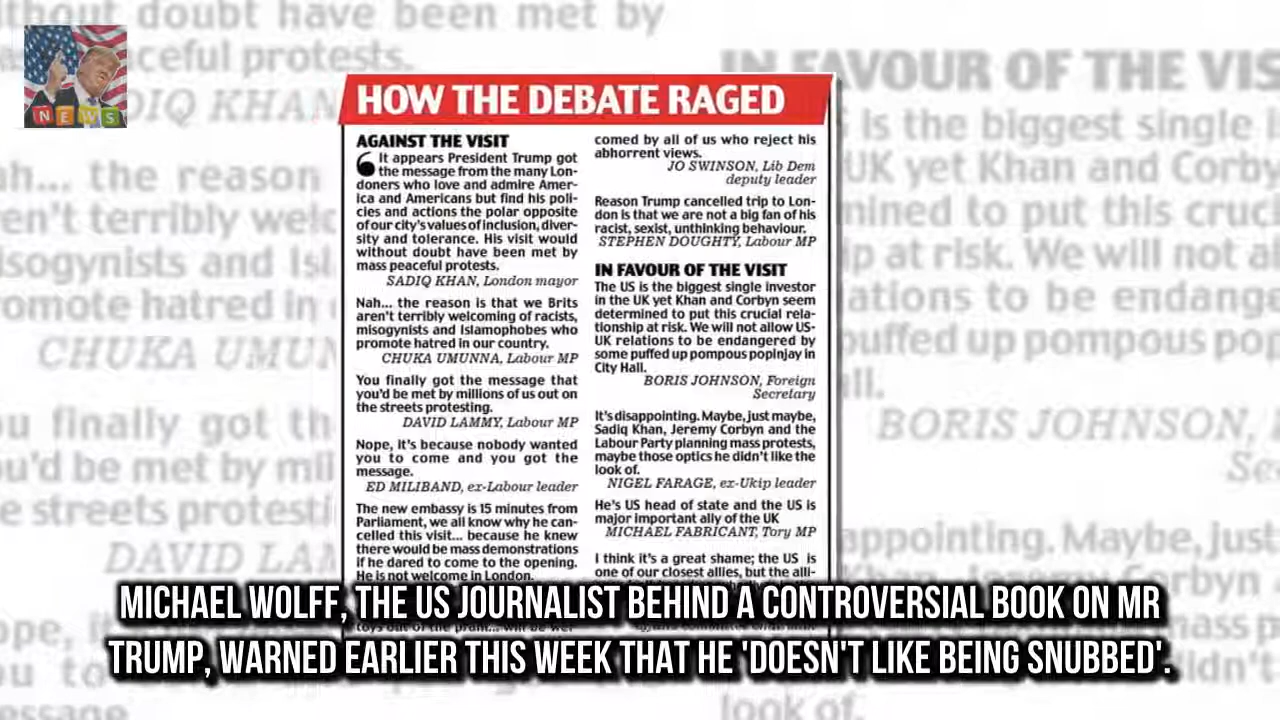 NEWS
HOW THE DEBATE RAGED
AGAINST THE VISIT
It appears President Trump got
the message from the many Lon-
doners who love and admire Amer-
ica and Americans but find his poli-
cies and actions the polar opposite
of our city's values of inclusion, diver-
sity and tolerance. His visit would
without doubt have been met by
mass peaceful protests.
SADIQ KHAN, London mayor
Nah... the reason is that we Brits
aren't terribly welcoming of racists,
misogynists and Islamophobes who
promote hatred in our country.
CHUKA UMUNNA, Labour MP
You finally got the message that
you'd be met by millions of us out on
the streets protesting.
DAVID LAMMY, Labour MP
Nope, it's because nobody wanted
you to come and you got the
message.
ED MILIBAND, ex-Labour leader
The new embassy is 15 minutes from
Parliament, we all know why he can-
celled this visit... because he knew
there would be mass demonstrations
if he dared to come to the opening.
He is not welcome in London.
toys out of the pram... will be wel-
comed by all of us who reject his
abhorrent views.
JO SWINSON, Lib Dem
deputy leader
Reason Trump cancelled trip to Lon-
don is that we are not a big fan of his
racist, sexist, unthinking behaviour.
STEPHEN DOUGHTY, Labour MP
IN FAVOUR OF THE VISIT
The US is the biggest single investor
in the UK yet Khan and Corbyn seem
determined to put this crucial rela-
tionship at risk. We will not allow US-
UK relations to be endangered by
some puffed up pompous popinjay in
City Hall.
BORIS JOHNSON, Foreign
Secretary
It's disappointing. Maybe, just maybe,
Sadiq Khan, Jeremy Corbyn and the
Labour Party planning mass protests,
maybe those optics he didn't like the
look of.
NIGEL FARAGE, ex-Ukip leader
He's US head of state and the US is
major important ally of the UK
MICHAEL FABRICANT, Tory MP
I think it's a great shame; the US is
one of our closest allies, but the alli-
MICHAEL WOLFF, THE US JOURNALIST BEHIND A CONTROVERSIAL BOOK ON MR
TRUMP, WARNED EARLIER THIS WEEK THAT HE 'DOESN'T LIKE BEING SNUBBED'.